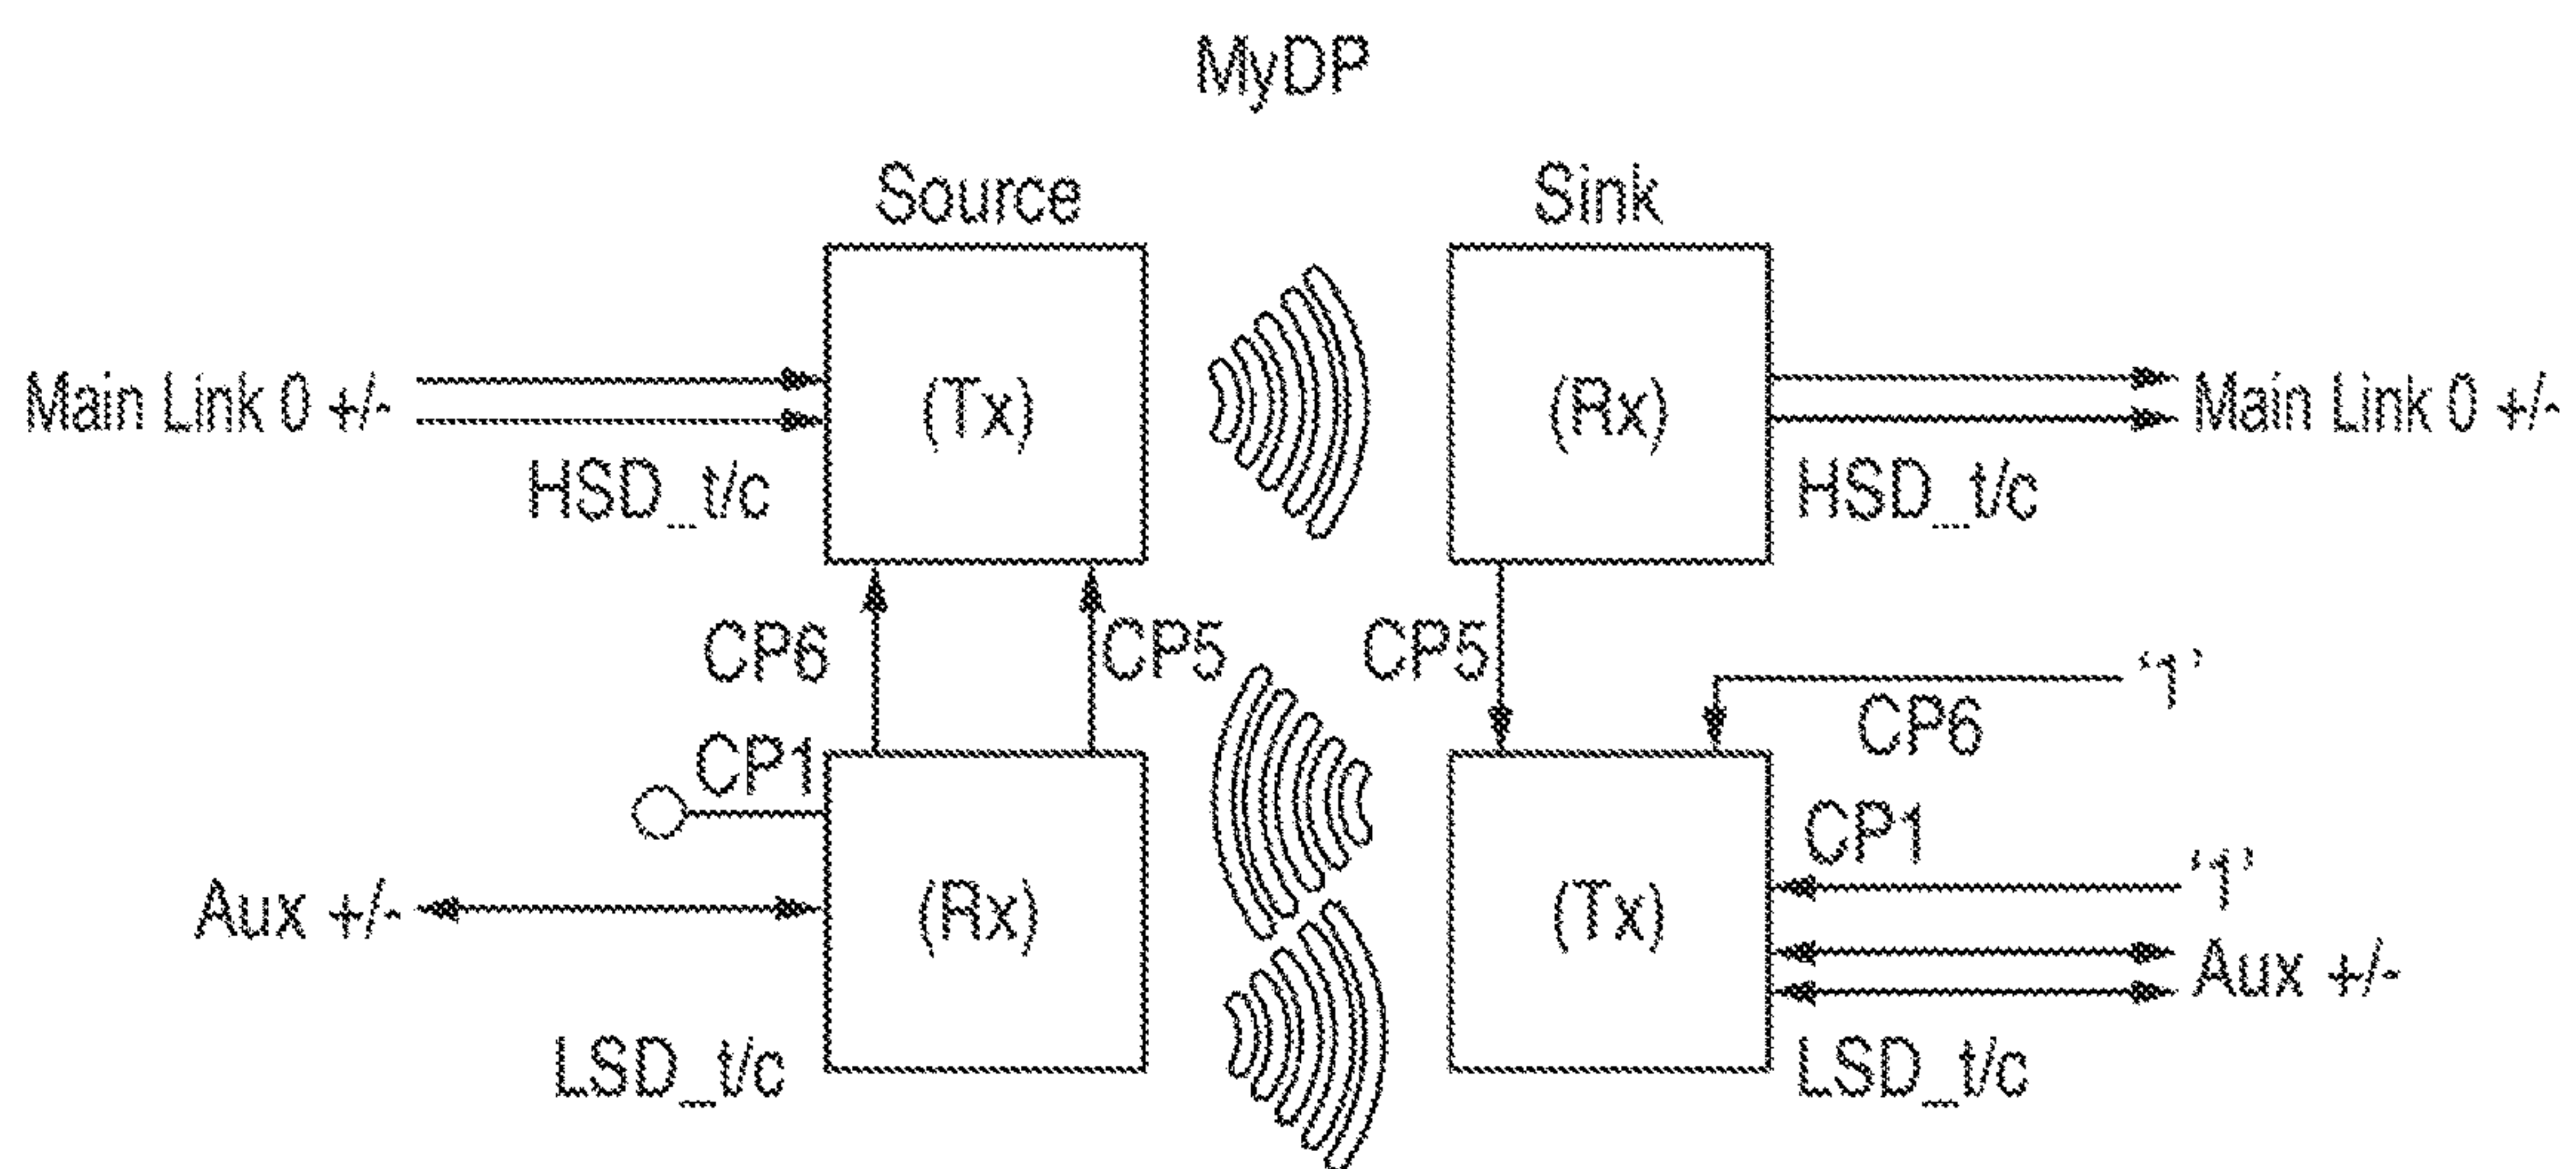 MyDP
Source
Sink
Main Link 0 +/-
(Tx)
(Rx)
Main Link 0 +/-
HSD_t/c
HSD_t/c
CP6
CP5
CP5
'1'
CP6
CP1
CP1
'1'
Aux +/-
(Rx)
(Tx)
Aux +/-
LSD_t/c
LSD_t/c